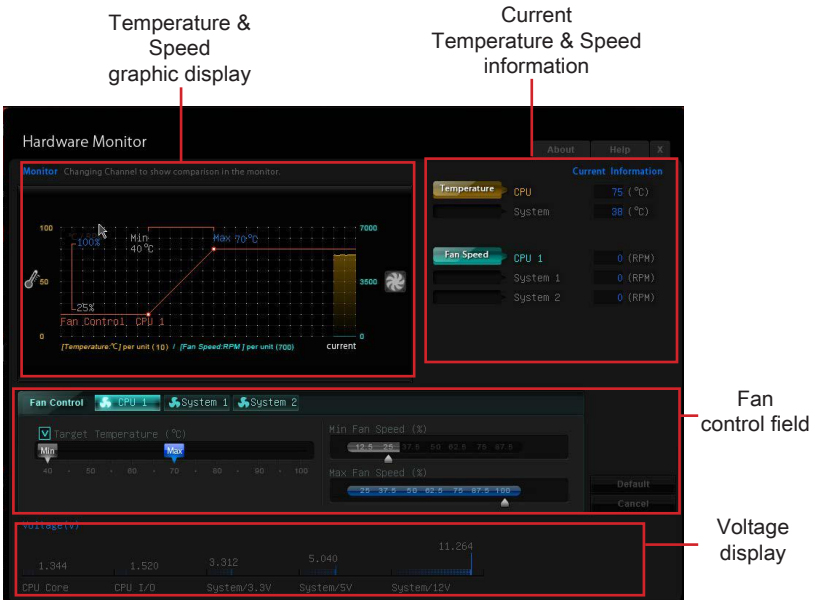 Temperature &
Speed
graphic display
Current
Temperature & Speed
information
Hardware Monitor
About Help X
Monitor Changing Channel to show comparison in the monitor.
Current Information
Temperature CPU 75 (°C)
System 38 (°C)
Fan Speed CPU 1 0 (RPM)
System 1 0 (RPM)
System 2 0 (RPM)
100 100% Min Max 70°C 7000
40°C
50 3500
25%
Fan Control, CPU 1
0 0
[Temperature:℃] per unit (10) / [Fan Speed:RPM] per unit (700) current
Fan Control CPU 1 System 1 System 2
Fan
control field
V Target Temperature (℃)
Min Max
40 50 60 70 80 90 100
Min Fan Speed (%)
12.5 25 37.5 50 62.5 75 87.5
Max Fan Speed (%)
25 37.5 50 62.5 75 87.5 100
Default
Cancel
Voltage(v)
1.344 1.520 3.312 5.040 11.264
CPU Core CPU I/O System/3.3V System/5V System/12V
Voltage
display